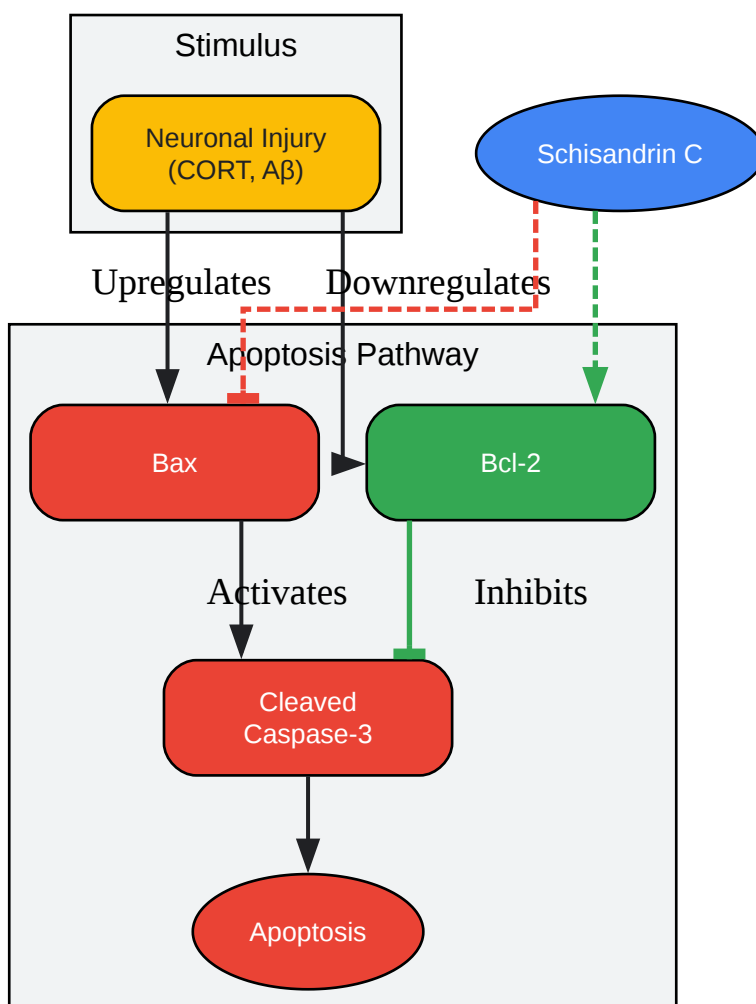 Stimulus
Neuronal Injury
(CORT, Aβ)
Schisandrin C
Upregulates
Downregulates
Apoptosis Pathway
Bax
Bcl-2
Activates
Inhibits
Cleaved
Caspase-3
Apoptosis